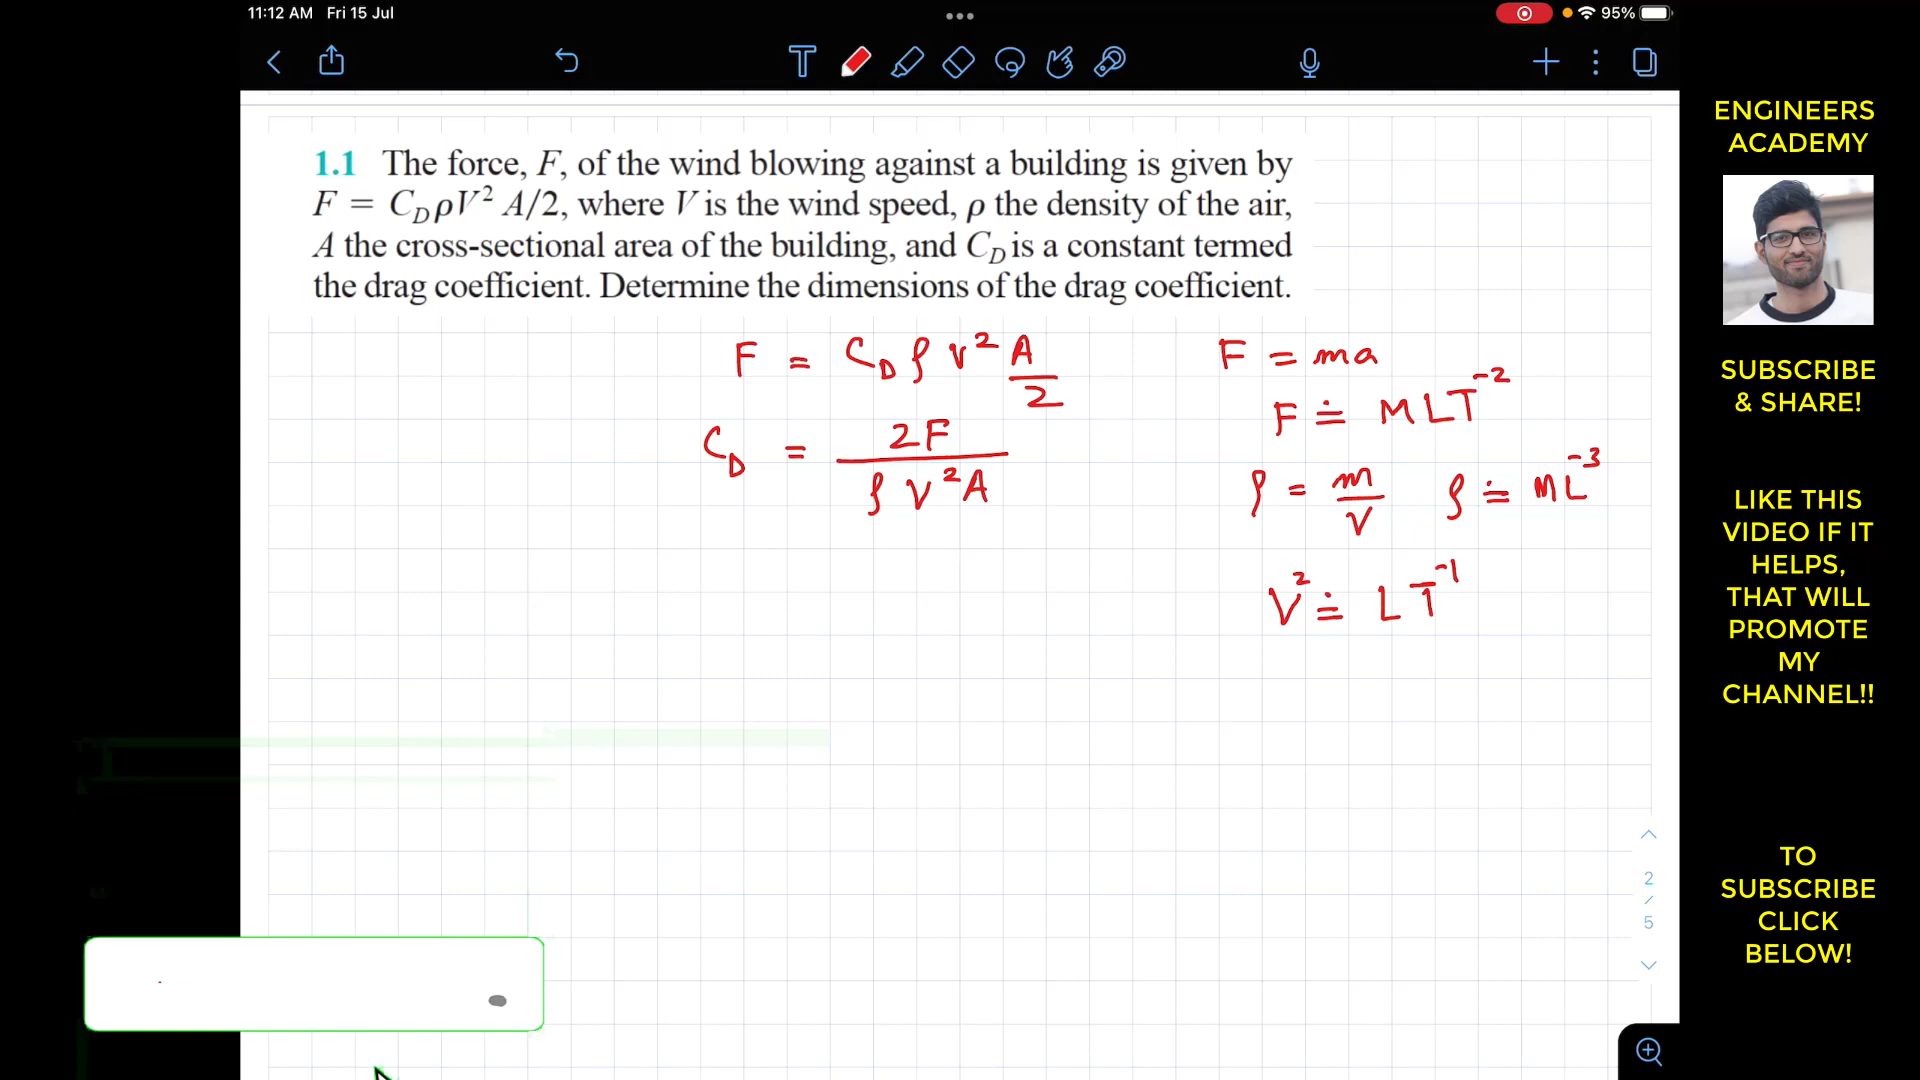 11:12 AM Fri 15 Jul
95%
T
1.1 The force, F, of the wind blowing against a building is given by
F = C_D ρV² A/2, where V is the wind speed, ρ the density of the air,
A the cross-sectional area of the building, and C_D is a constant termed
the drag coefficient. Determine the dimensions of the drag coefficient.
F = C_D ρ V² A/2
C_D = 2F/ρ V² A
F = ma
F ≐ MLT⁻²
ρ = m/V ρ ≐ ML⁻³
V² ≐ LT⁻¹
2/5
ENGINEERS
ACADEMY
SUBSCRIBE
& SHARE!
LIKE THIS
VIDEO IF IT
HELPS,
THAT WILL
PROMOTE
MY
CHANNEL!!
TO
SUBSCRIBE
CLICK
BELOW!